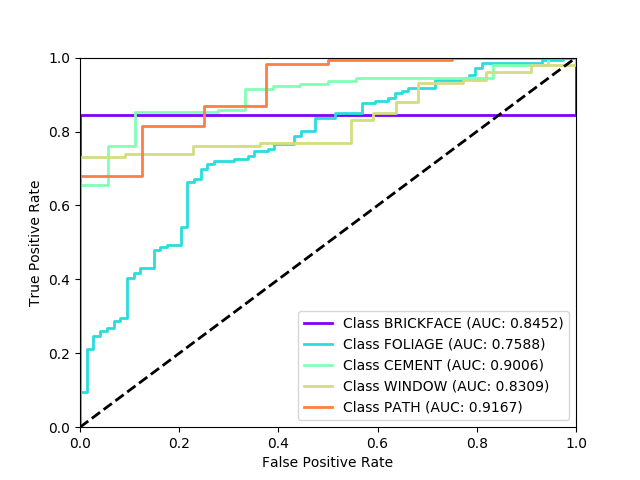 1.0
0.8
0.6
0.4
0.2
0.0
True Positive Rate
0.0 0.2 0.4 0.6 0.8 1.0
False Positive Rate
Class BRICKFACE (AUC: 0.8452)
Class FOLIAGE (AUC: 0.7588)
Class CEMENT (AUC: 0.9006)
Class WINDOW (AUC: 0.8309)
Class PATH (AUC: 0.9167)